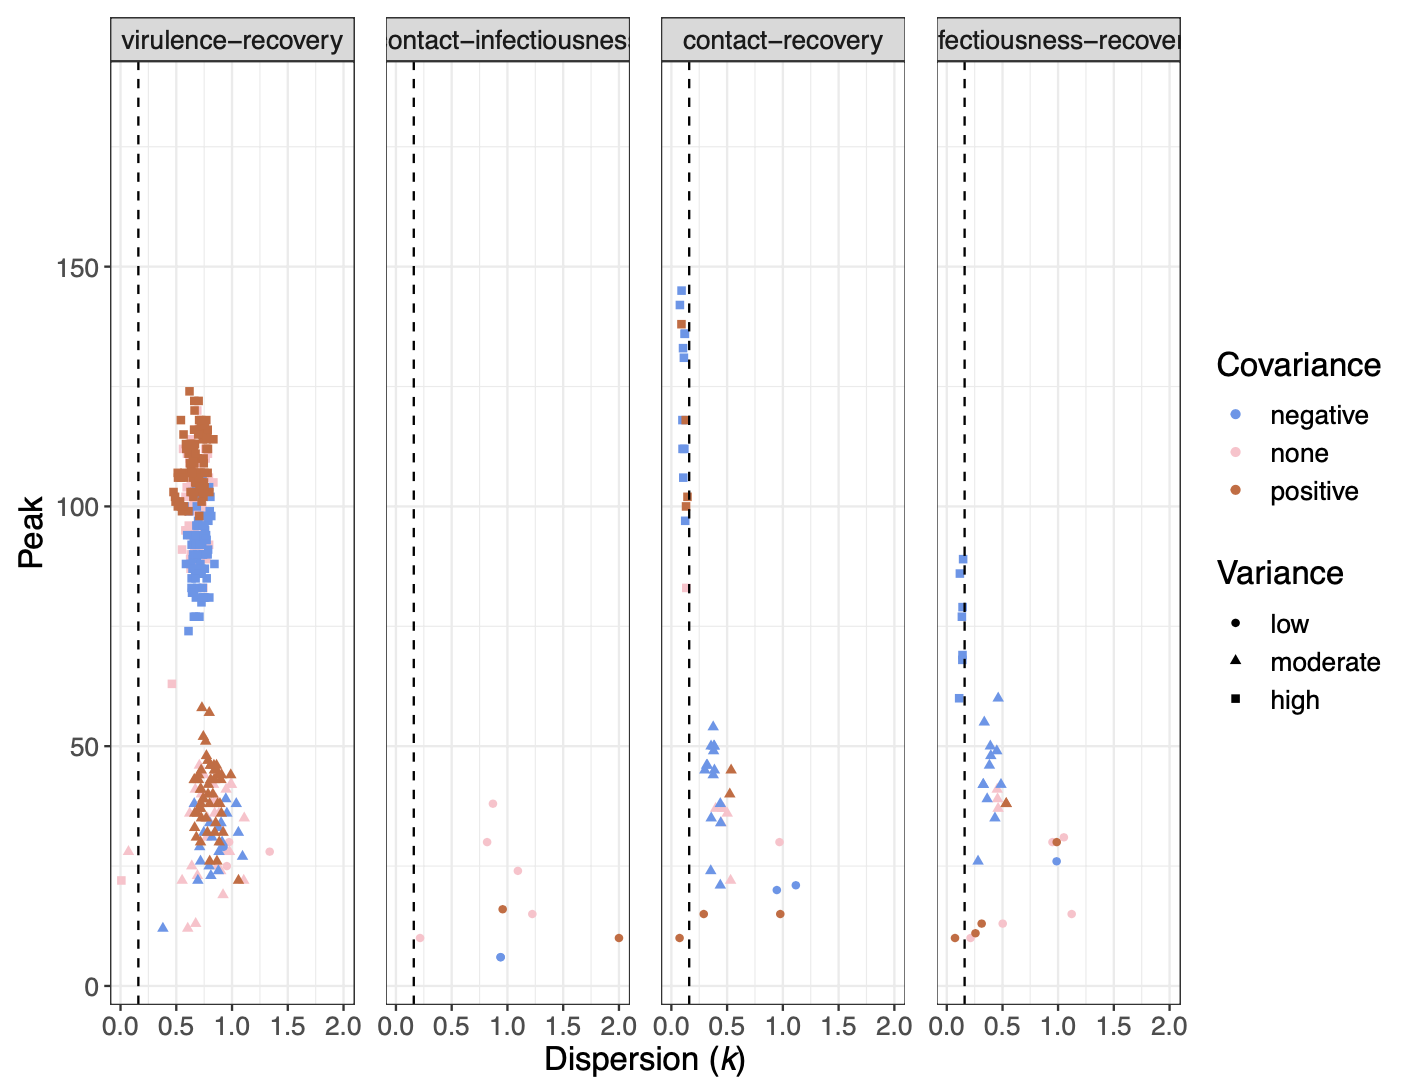 virulence−recovery
ontact−infectiousnes
contact−recovery
fectiousness−recover
150
100
50
0
Peak
0.0 0.5 1.0 1.5 2.0
0.0 0.5 1.0 1.5 2.0
0.0 0.5 1.0 1.5 2.0
0.0 0.5 1.0 1.5 2.0
Dispersion (k)
Covariance
negative
none
positive
Variance
low
moderate
high